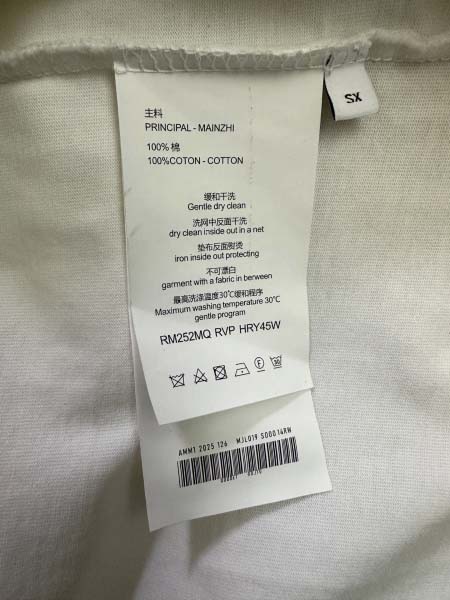 主料
PRINCIPAL - MAINZHI
100% 棉
100%COTON - COTTON
缓和干洗
Gentle dry clean
洗网中反面干洗
dry clean inside out in a net
垫布反面熨烫
iron inside out protecting
不可漂白
garment with a fabric in berween
最高洗涤温度30℃缓和程序
Maximum washing temperature 30℃
gentle program
RM252MQ RVP HRY45W
F
30
AMM1 2025 126 MJL019 S00014RW
XS